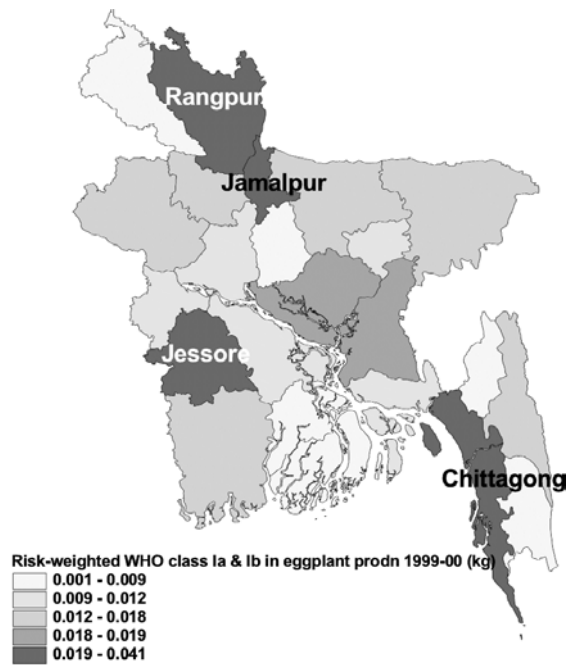 Rangpur
Jamalpur
Jessore
Chittagong
Risk-weighted WHO class Ia & Ib in eggplant prodn 1999-00 (kg)
0.001 - 0.009
0.009 - 0.012
0.012 - 0.018
0.018 - 0.019
0.019 - 0.041